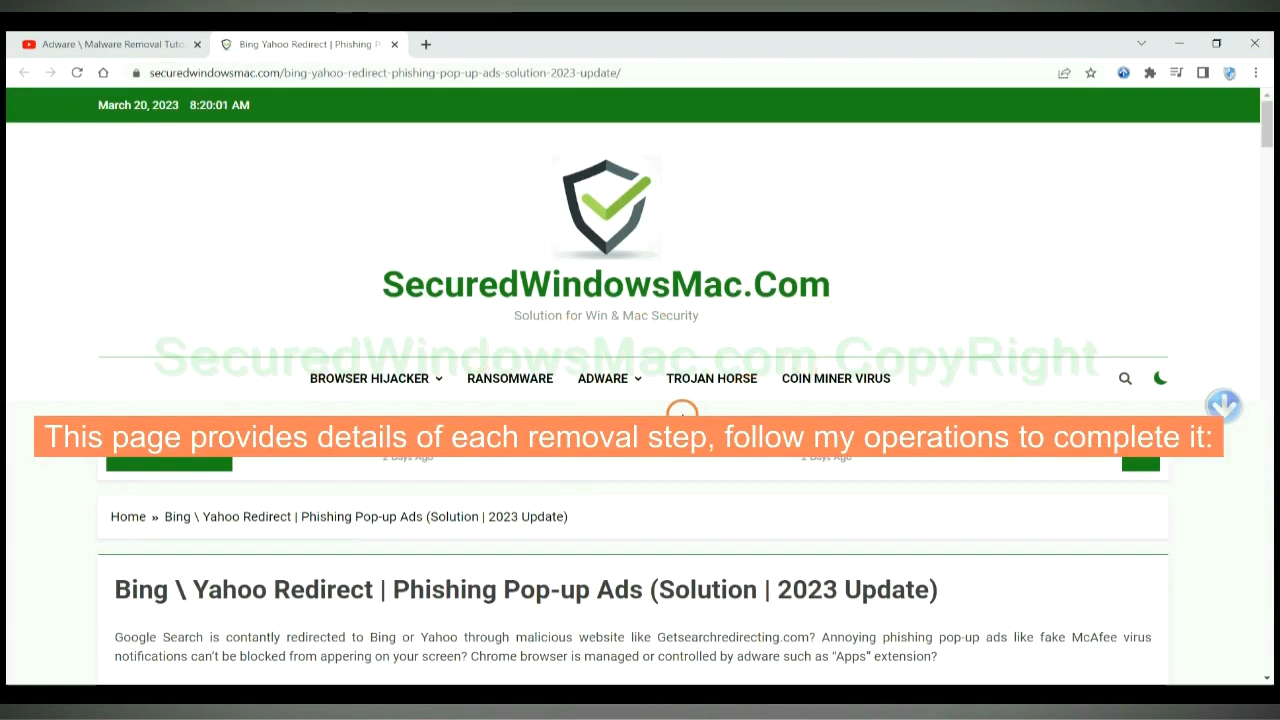 Adware \ Malware Removal Tuto
Bing Yahoo Redirect | Phishing P
securedwindowsmac.com/bing-yahoo-redirect-phishing-pop-up-ads-solution-2023-update/
March 20, 2023 8:20:01 AM
SecuredWindowsMac.Com
Solution for Win & Mac Security
SecuredWindowsMac.com CopyRight
BROWSER HIJACKER RANSOMWARE ADWARE TROJAN HORSE COIN MINER VIRUS
This page provides details of each removal step, follow my operations to complete it:
2 Days Ago 2 Days Ago
Home » Bing \ Yahoo Redirect | Phishing Pop-up Ads (Solution | 2023 Update)
Bing \ Yahoo Redirect | Phishing Pop-up Ads (Solution | 2023 Update)
Google Search is contantly redirected to Bing or Yahoo through malicious website like Getsearchredirecting.com? Annoying phishing pop-up ads like fake McAfee virus
notifications can't be blocked from appering on your screen? Chrome browser is managed or controlled by adware such as “Apps” extension?